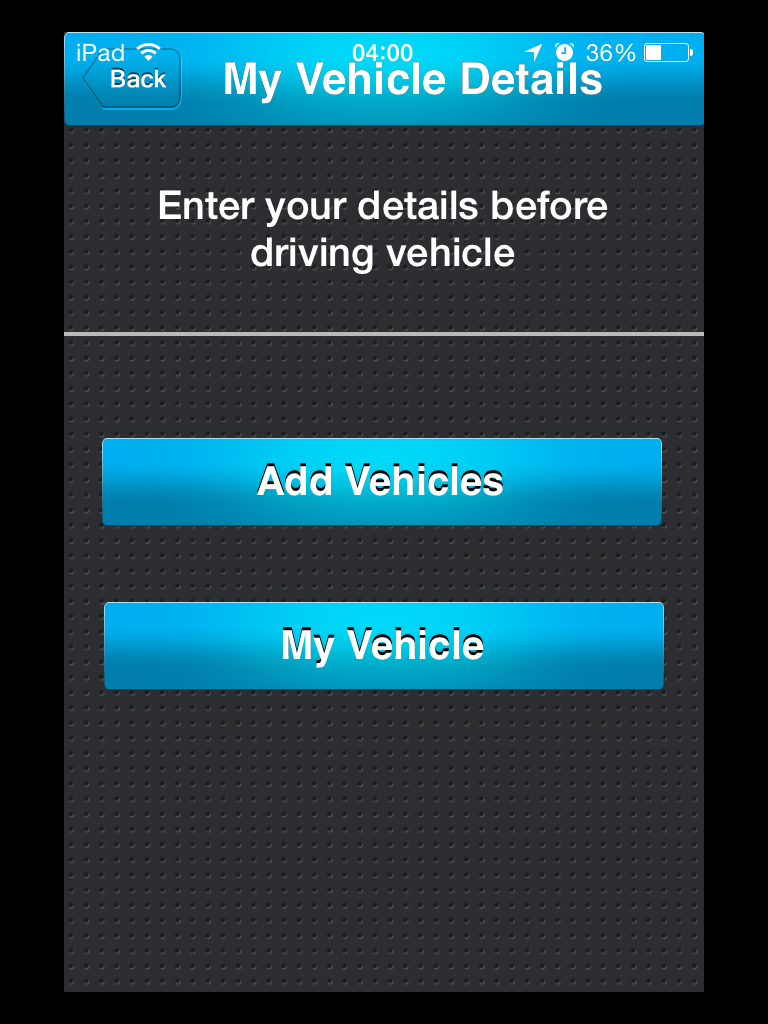 iPad 04:00 36%
Back My Vehicle Details
Enter your details before
driving vehicle
Add Vehicles
My Vehicle